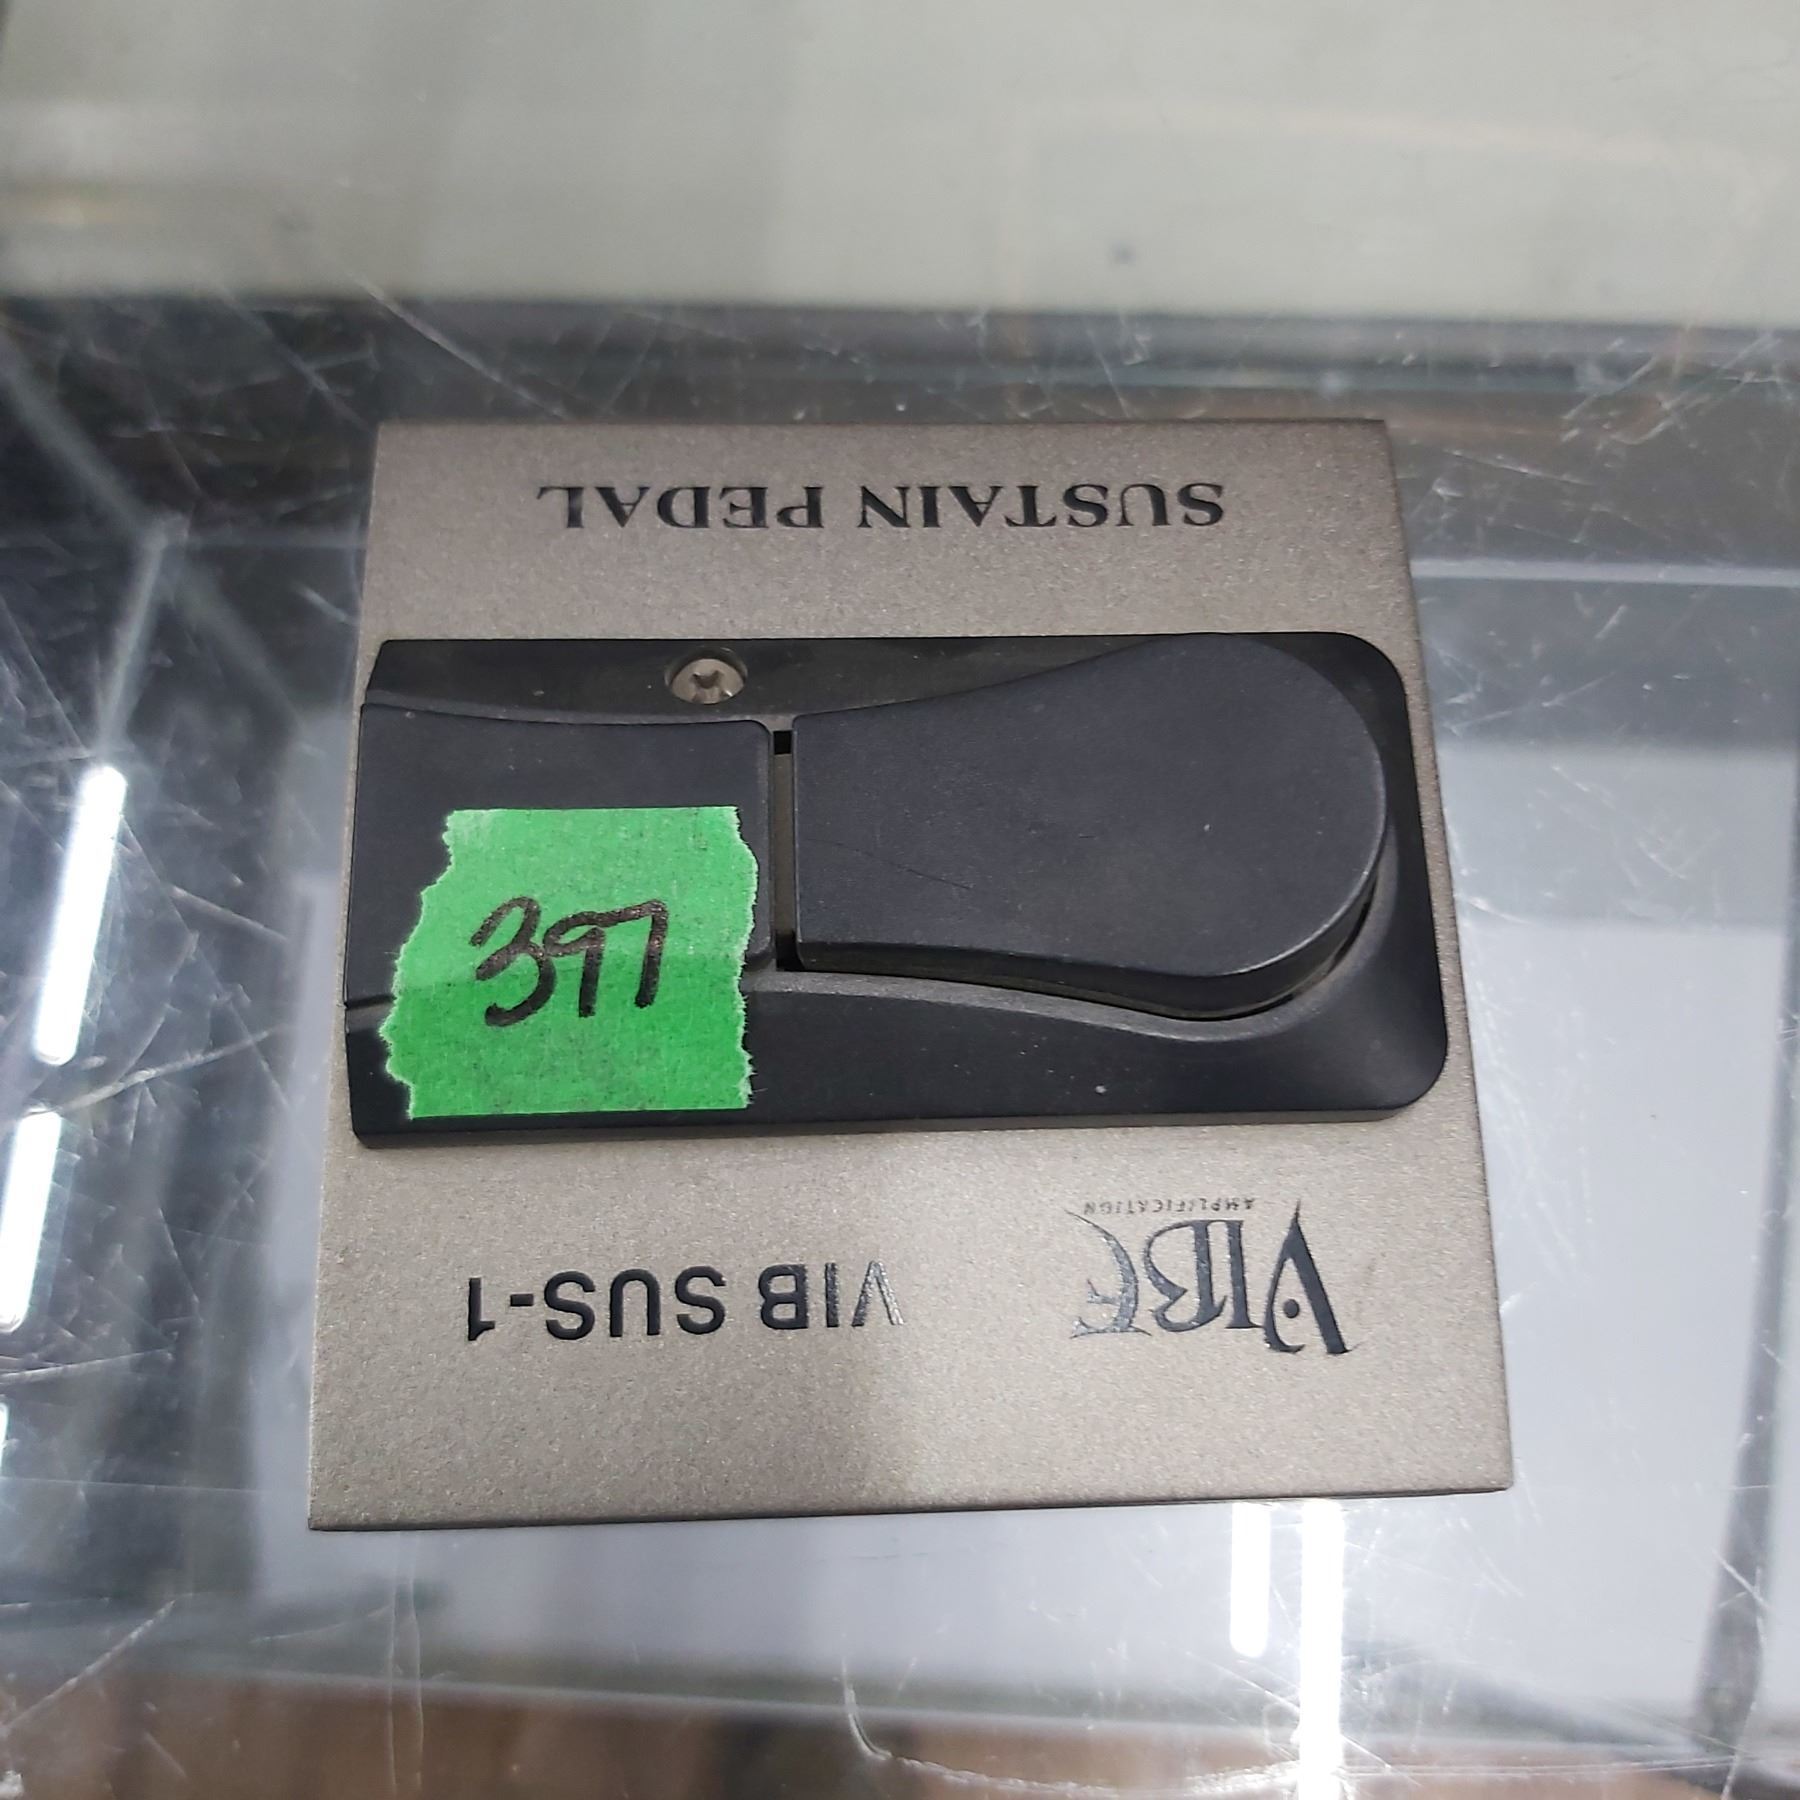 SUSTAIN PEDAL
397
VIBE
AMPLIFICATION
VIB SUS-1